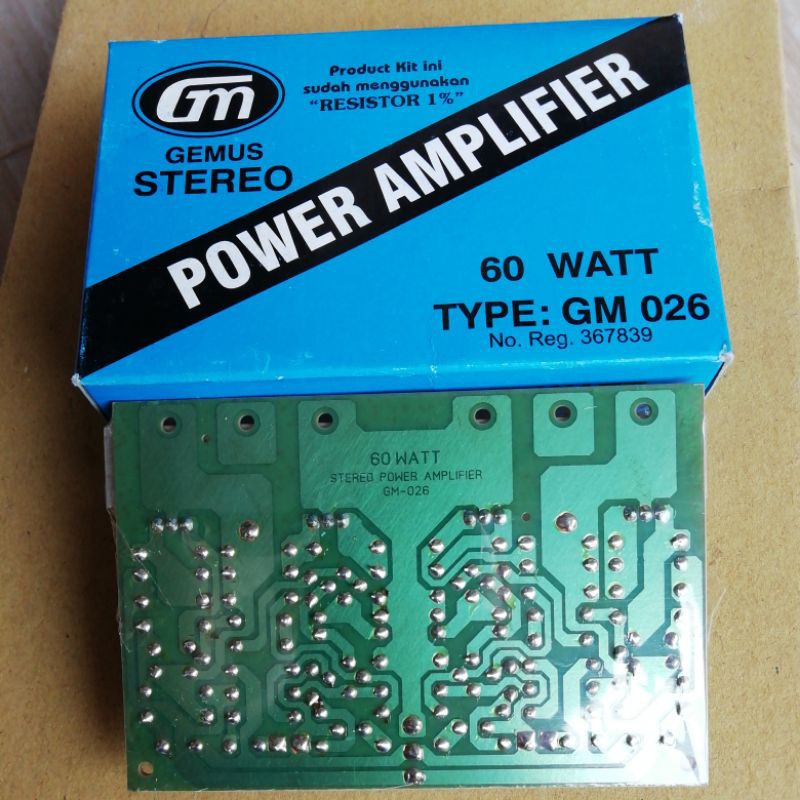 Gm
GEMUS
STEREO
Product Kit ini
sudah menggunakan
"RESISTOR 1%"
POWER AMPLIFIER
60 WATT
TYPE: GM 026
No. Reg. 367839
60 WATT
STEREO POWER AMPLIFIER
GM-026